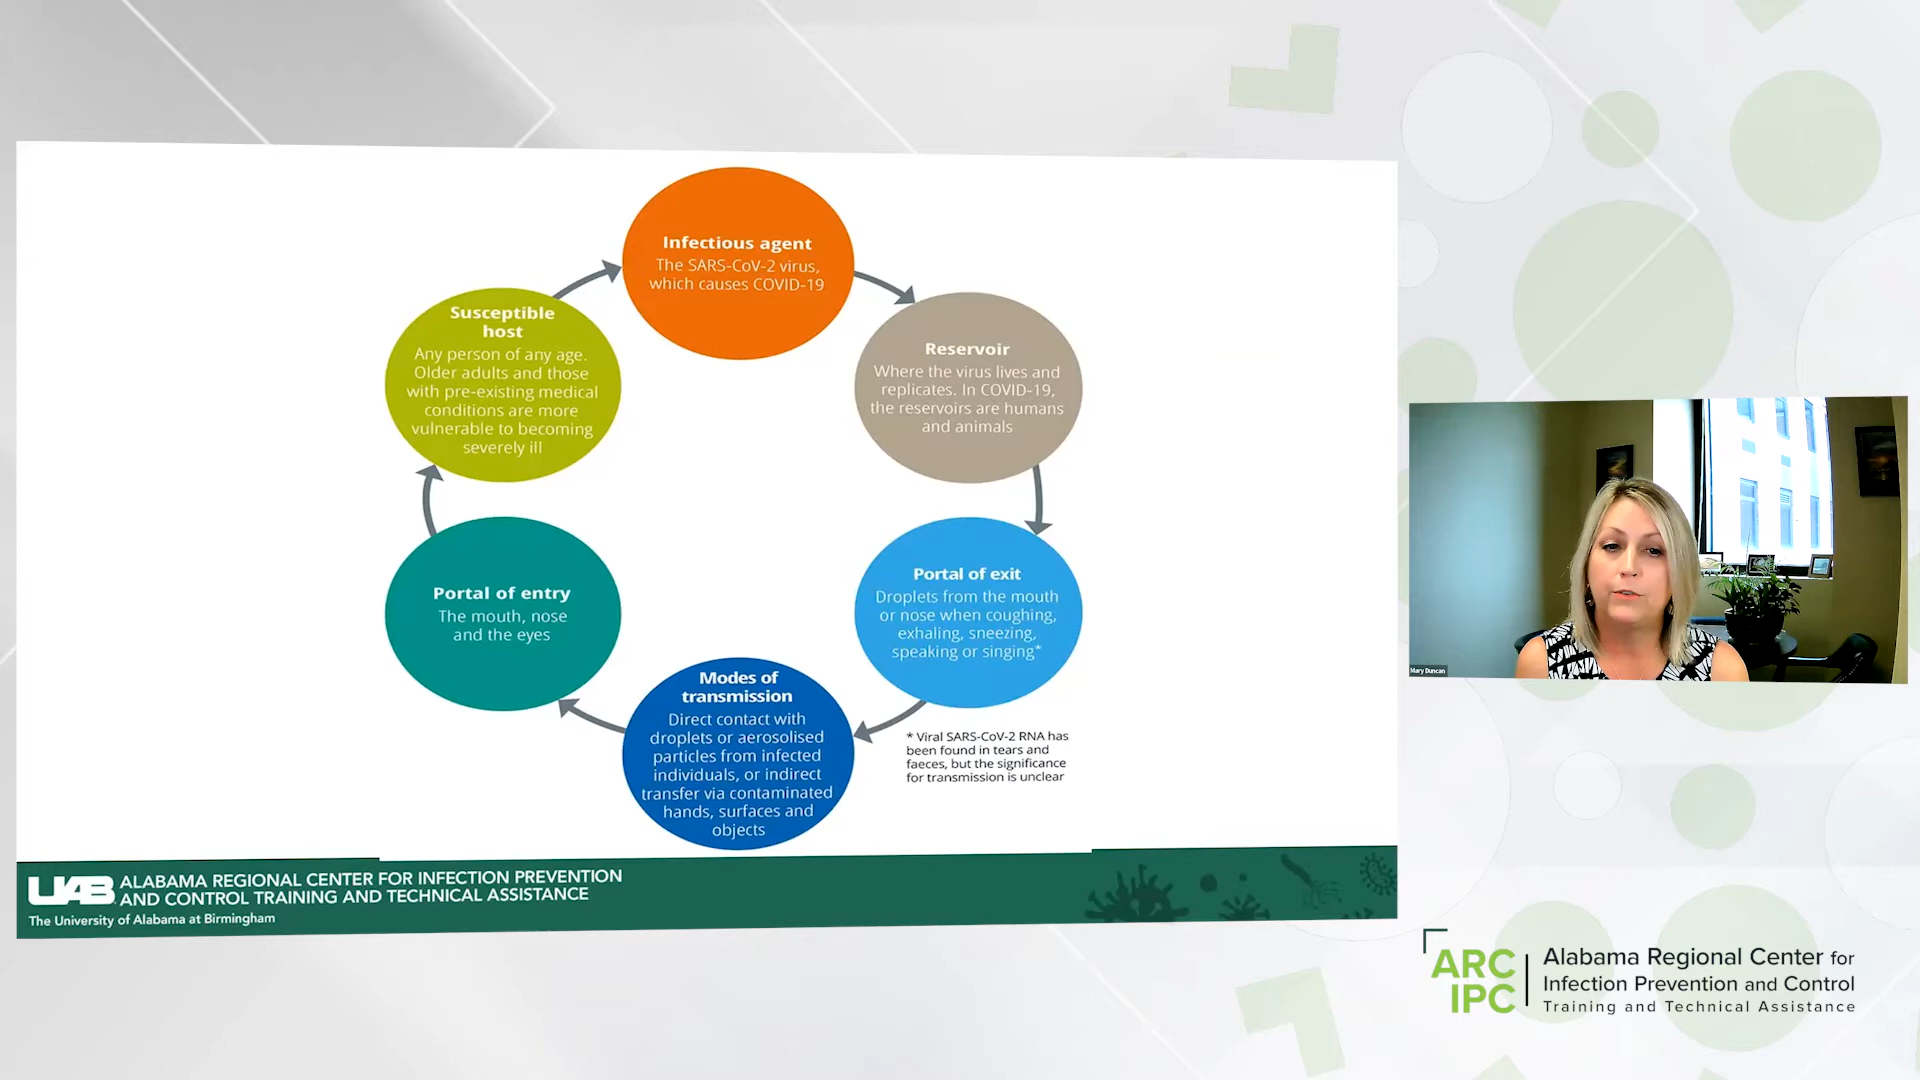 Infectious agent
The SARS-CoV-2 virus,
which causes COVID-19
Reservoir
Where the virus lives and
replicates. In COVID-19,
the reservoirs are humans
and animals
Portal of exit
Droplets from the mouth
or nose when coughing,
exhaling, sneezing,
speaking or singing*
* Viral SARS-CoV-2 RNA has
been found in tears and
faeces, but the significance
for transmission is unclear
Modes of
transmission
Direct contact with
droplets or aerosolised
particles from infected
individuals, or indirect
transfer via contaminated
hands, surfaces and
objects
Portal of entry
The mouth, nose
and the eyes
Susceptible
host
Any person of any age.
Older adults and those
with pre-existing medical
conditions are more
vulnerable to becoming
severely ill
UAB ALABAMA REGIONAL CENTER FOR INFECTION PREVENTION
AND CONTROL TRAINING AND TECHNICAL ASSISTANCE
The University of Alabama at Birmingham
Mary Duncan
ARC
IPC
Alabama Regional Center for
Infection Prevention and Control
Training and Technical Assistance